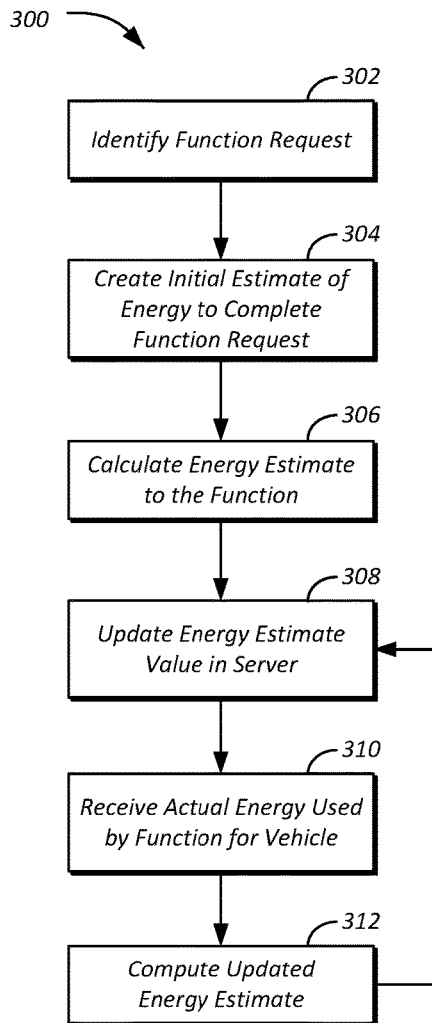 300
302
Identify Function Request
304
Create Initial Estimate of
Energy to Complete
Function Request
306
Calculate Energy Estimate
to the Function
308
Update Energy Estimate
Value in Server
310
Receive Actual Energy Used
by Function for Vehicle
312
Compute Updated
Energy Estimate